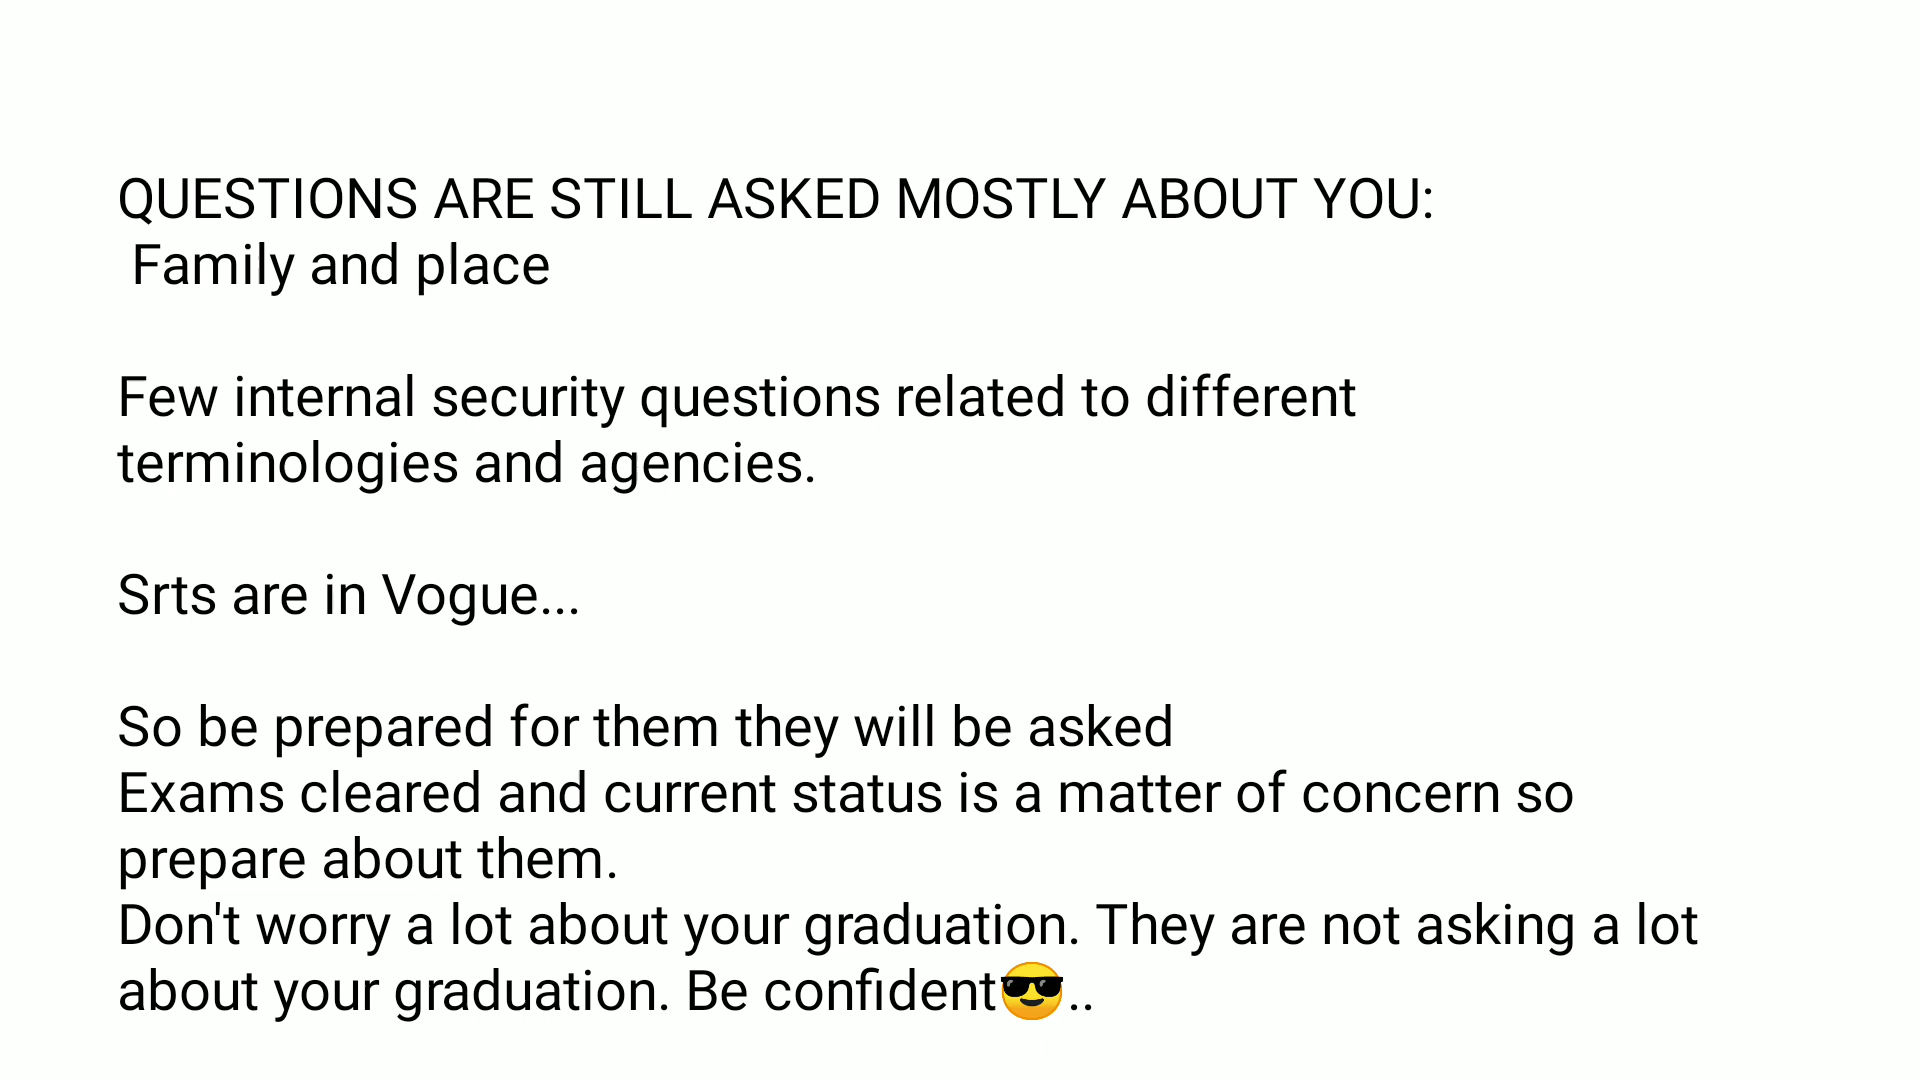 QUESTIONS ARE STILL ASKED MOSTLY ABOUT YOU:
Family and place
Few internal security questions related to different
terminologies and agencies.
Srts are in Vogue...
So be prepared for them they will be asked
Exams cleared and current status is a matter of concern so
prepare about them.
Don't worry a lot about your graduation. They are not asking a lot
about your graduation. Be confident😎..